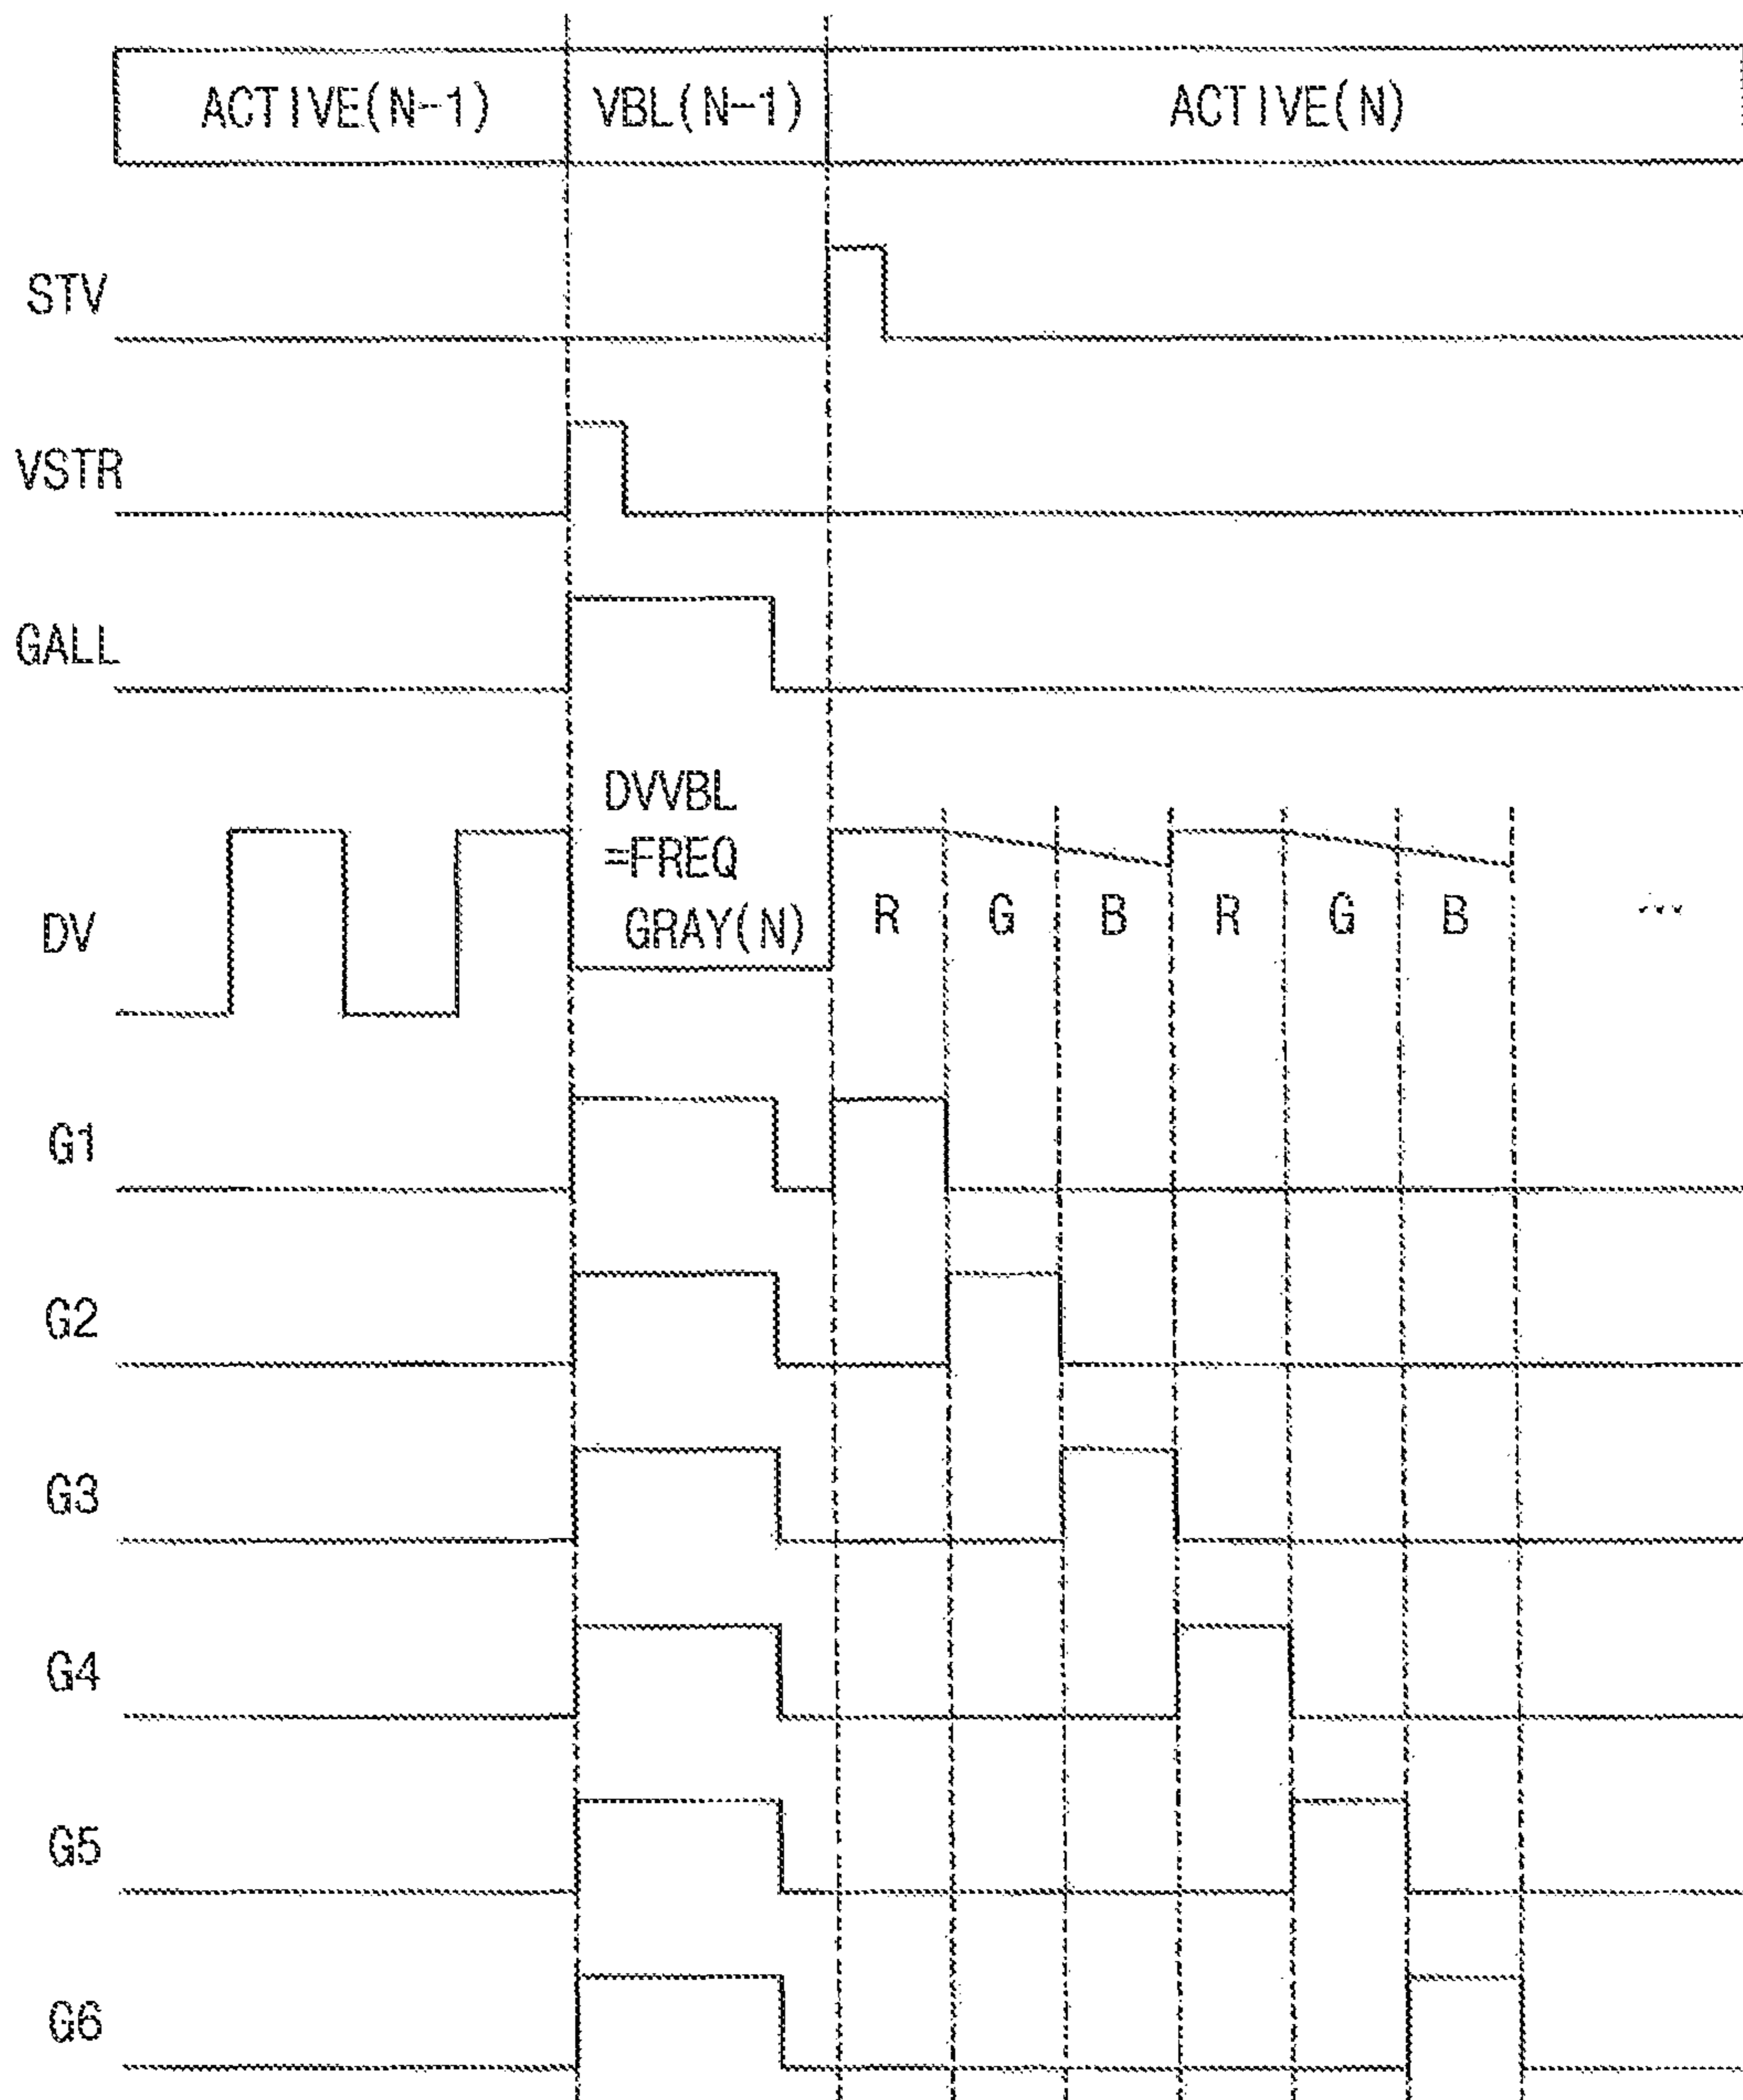 ACTIVE(N-1) VBL(N-1) ACTIVE(N)
STV
VSTR
GALL
DVVBL
=FREQ
GRAY(N)
DV R G B R G B ...
G1
G2
G3
G4
G5
G6